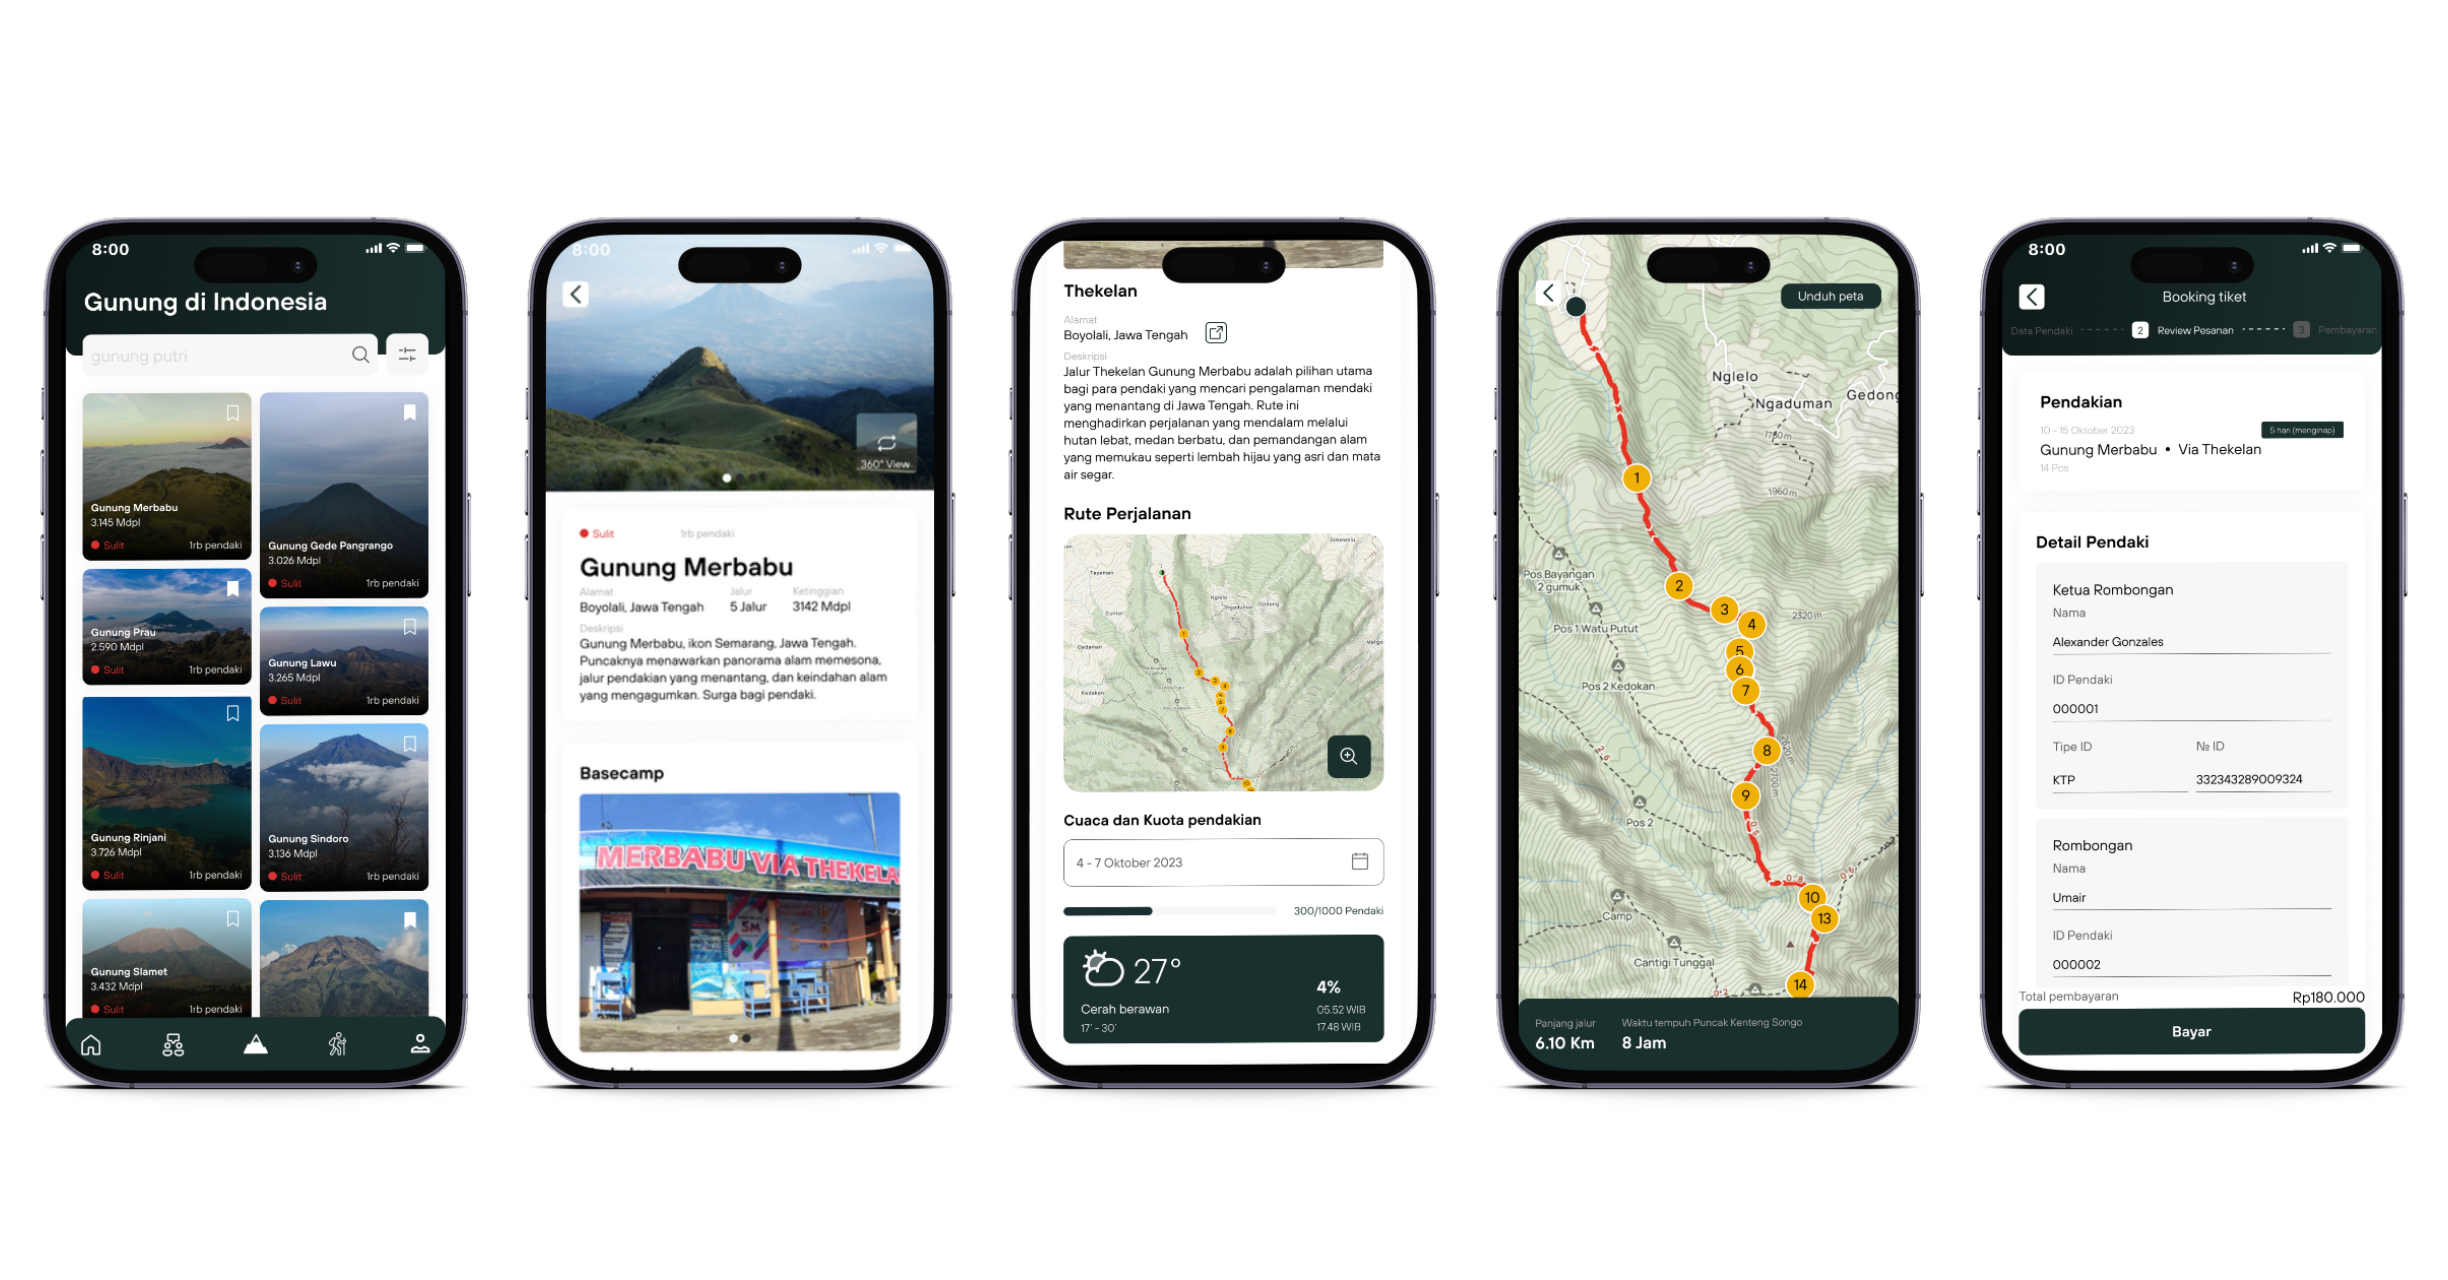 8:00
Gunung di Indonesia
gunung putri
Gunung Merbabu
3.145 Mdpl
Sulit
1rb pendaki
Gunung Gede Pangrango
3.026 Mdpl
Sulit
1rb pendaki
Gunung Prau
2.590 Mdpl
Sulit
1rb pendaki
Gunung Lawu
3.265 Mdpl
Sulit
1rb pendaki
Gunung Rinjani
3.726 Mdpl
Sulit
1rb pendaki
Gunung Sindoro
3.136 Mdpl
Sulit
1rb pendaki
Gunung Slamet
3.432 Mdpl
Sulit
1rb pendaki
8:00
360° View
Sulit
1rb pendaki
Gunung Merbabu
Alamat
Jalur
Ketinggian
Boyolali, Jawa Tengah
5 Jalur
3142 Mdpl
Deskripsi
Gunung Merbabu, ikon Semarang, Jawa Tengah.
Puncaknya menawarkan panorama alam memesona,
jalur pendakian yang menantang, dan keindahan alam
yang mengagumkan. Surga bagi pendaki.
Basecamp
MERBABU VIA THEKELA
5M
Thekelan
Alamat
Boyolali, Jawa Tengah
Deskripsi
Jalur Thekelan Gunung Merbabu adalah pilihan utama
bagi para pendaki yang mencari pengalaman mendaki
yang menantang di Jawa Tengah. Rute ini
menghadirkan perjalanan yang mendalam melalui
hutan lebat, medan berbatu, dan pemandangan alam
yang memukau seperti lembah hijau yang asri dan mata
air segar.
Rute Perjalanan
Cuaca dan Kuota pendakian
4 - 7 Oktober 2023
300/1000 Pendaki
27°
4%
Cerah berawan
05.52 WIB
17° - 30°
17.48 WIB
Unduh peta
Nglelo
Ngaduman
Gedong
1780m
1960m
1
2
3
4
5
6
7
8
9
10
13
14
2320m
Pos Bayangan
2 gumuk
Pos 1 Watu Putut
Pos 2 Kedokan
Pos 2
Camp
Cantigi Tunggal
Panjang jalur
Waktu tempuh Puncak Kenteng Songo
6.10 Km
8 Jam
8:00
Booking tiket
Data Pendaki
2
Review Pesanan
3
Pembayaran
Pendakian
10 - 15 Oktober 2023
5 hari (menginap)
Gunung Merbabu • Via Thekelan
14 Pos
Detail Pendaki
Ketua Rombongan
Nama
Alexander Gonzales
ID Pendaki
000001
Tipe ID
№ ID
KTP
332343289009324
Rombongan
Nama
Umair
ID Pendaki
000002
Total pembayaran
Rp180.000
Bayar